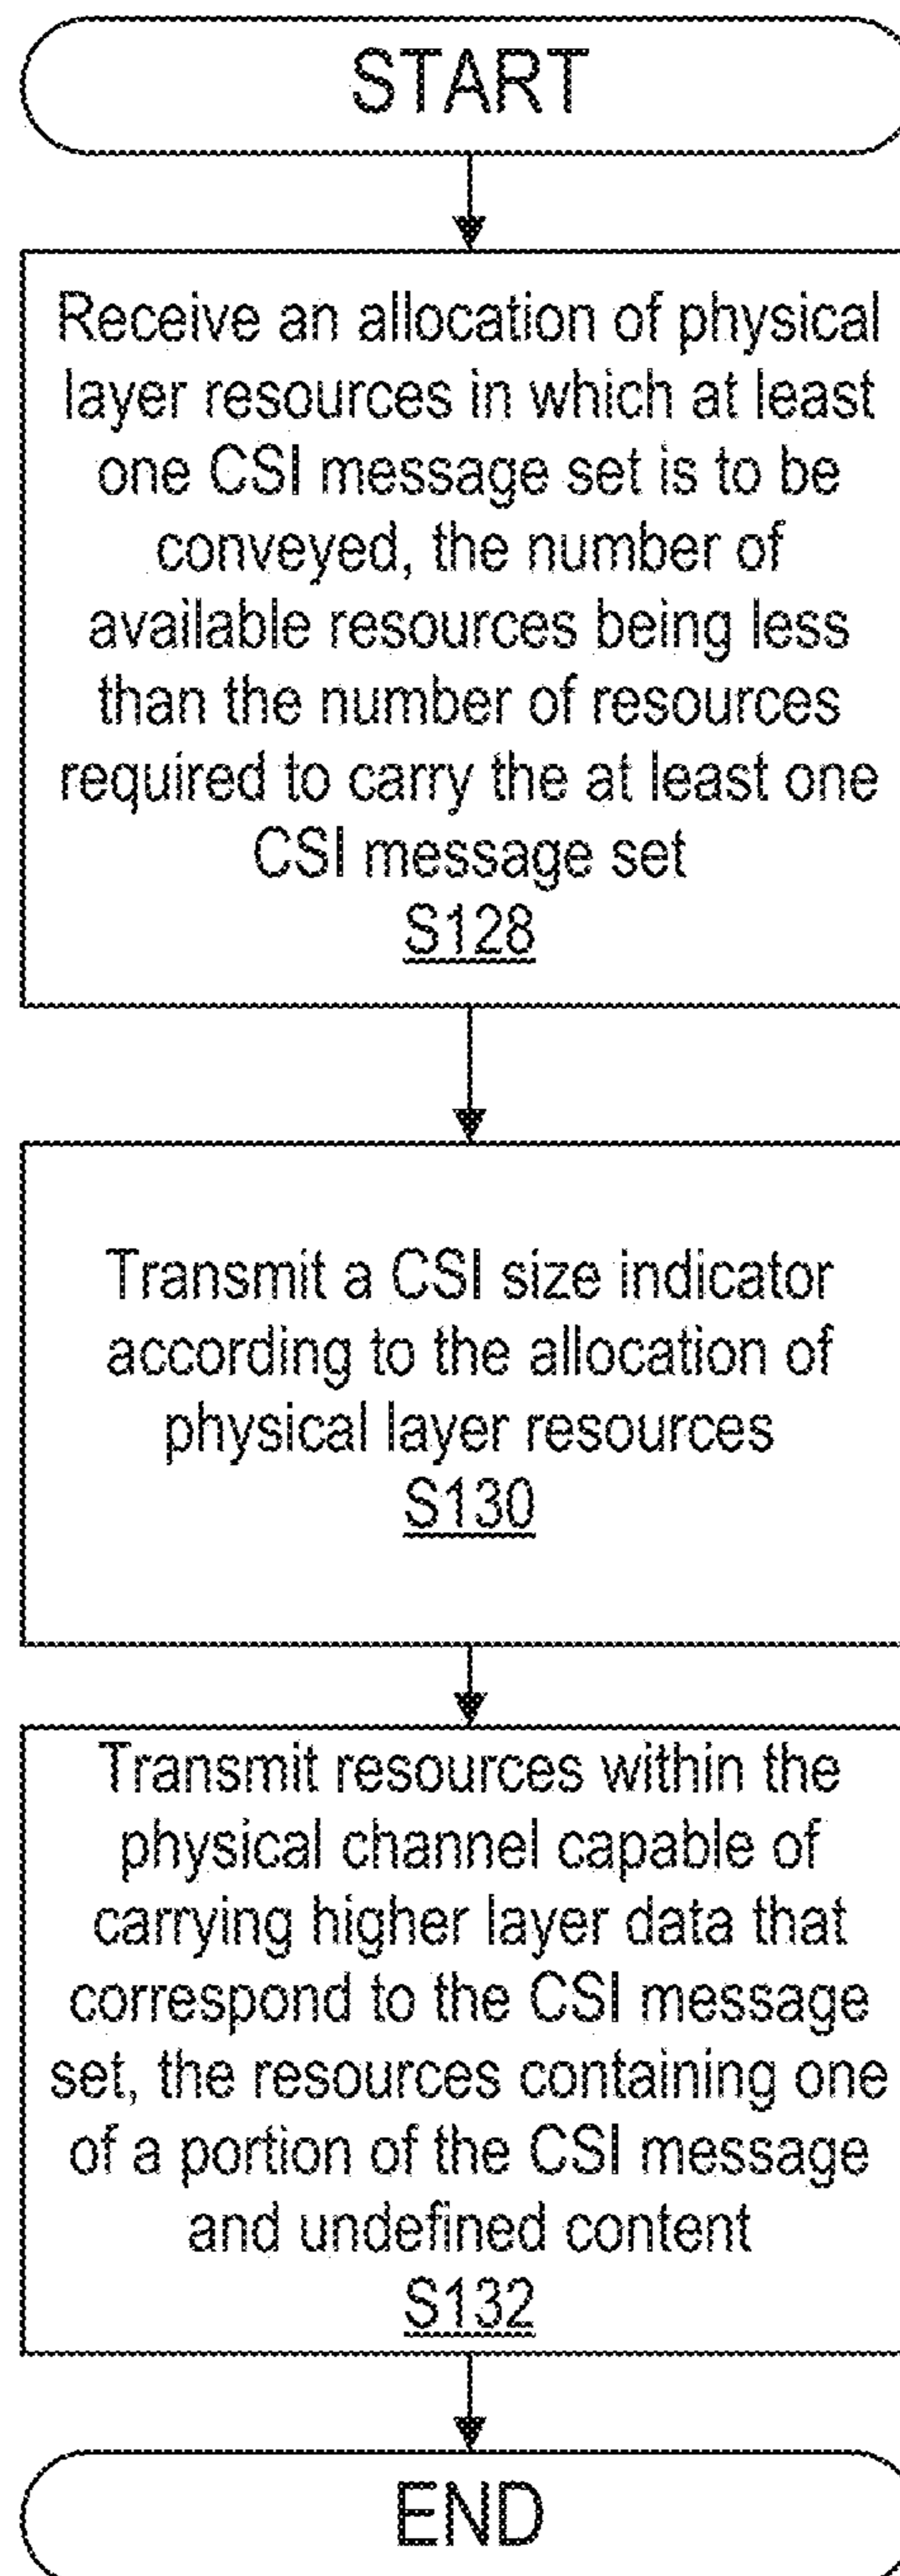 START
Receive an allocation of physical
layer resources in which at least
one CSI message set is to be
conveyed, the number of
available resources being less
than the number of resources
required to carry the at least one
CSI message set
S128
Transmit a CSI size indicator
according to the allocation of
physical layer resources
S130
Transmit resources within the
physical channel capable of
carrying higher layer data that
correspond to the CSI message
set, the resources containing one
of a portion of the CSI message
and undefined content
S132
END